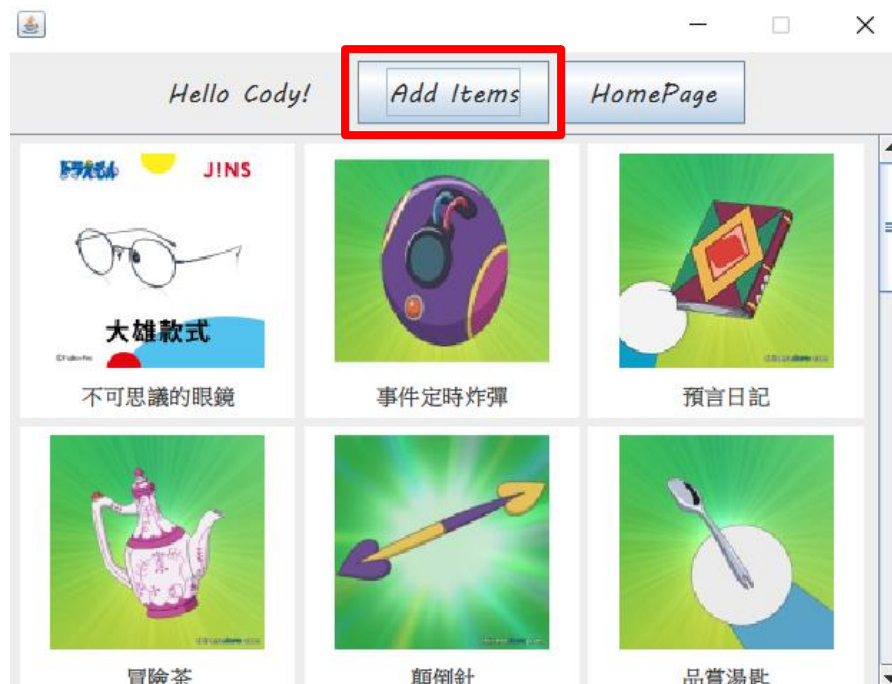 Hello Cody!
Add Items
HomePage
ドラえもん
J!NS
大雄款式
不可思議的眼鏡
事件定時炸彈
預言日記
冒險茶
顛倒針
品嘗湯匙